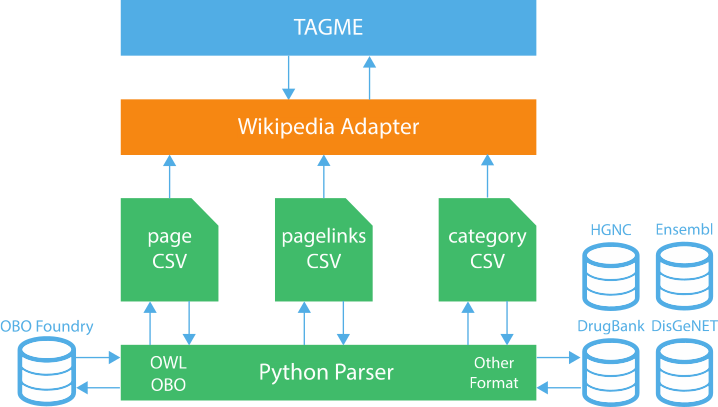 TAGME
Wikipedia Adapter
page
CSV
pagelinks
CSV
category
CSV
HGNC
Ensembl
OBO Foundry
DrugBank
DisGeNET
OWL
OBO
Python Parser
Other
Format